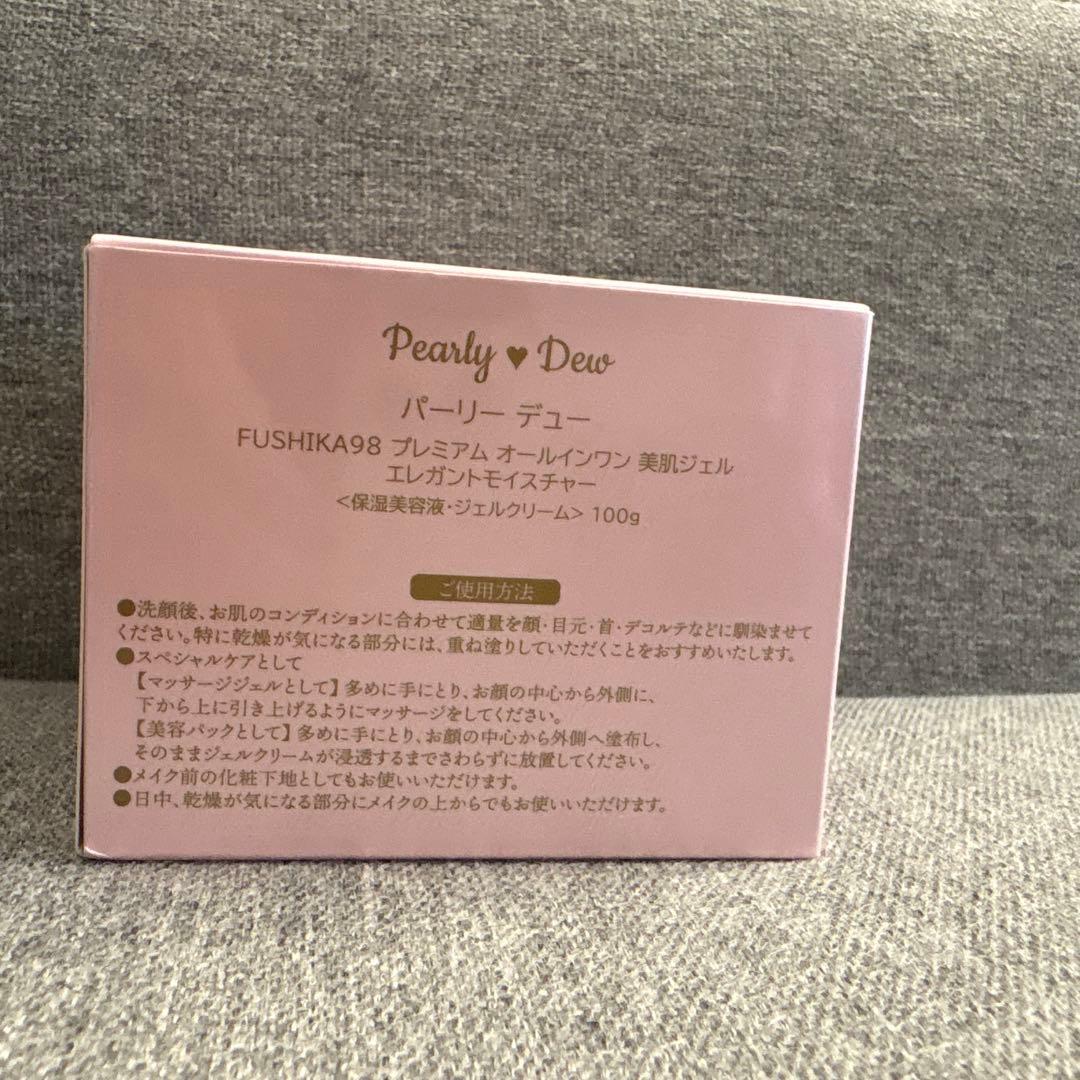 Pearly ♥ Dew
パーリー デュー
FUSHIKA98 プレミアム オールインワン 美肌ジェル
エレガントモイスチャー
<保湿美容液・ジェルクリーム> 100g
ご使用方法
●洗顔後、お肌のコンディションに合わせて適量を顔・目元・首・デコルテなどに馴染ませて
ください。特に乾燥が気になる部分には、重ね塗りしていただくことをおすすめいたします。
●スペシャルケアとして
【マッサージジェルとして】多めに手にとり、お顔の中心から外側に、
下から上に引き上げるようにマッサージをしてください。
【美容パックとして】多めに手にとり、お顔の中心から外側へ塗布し、
そのままジェルクリームが浸透するまでさわらずに放置してください。
●メイク前の化粧下地としてもお使いいただけます。
●日中、乾燥が気になる部分にメイクの上からでもお使いいただけます。